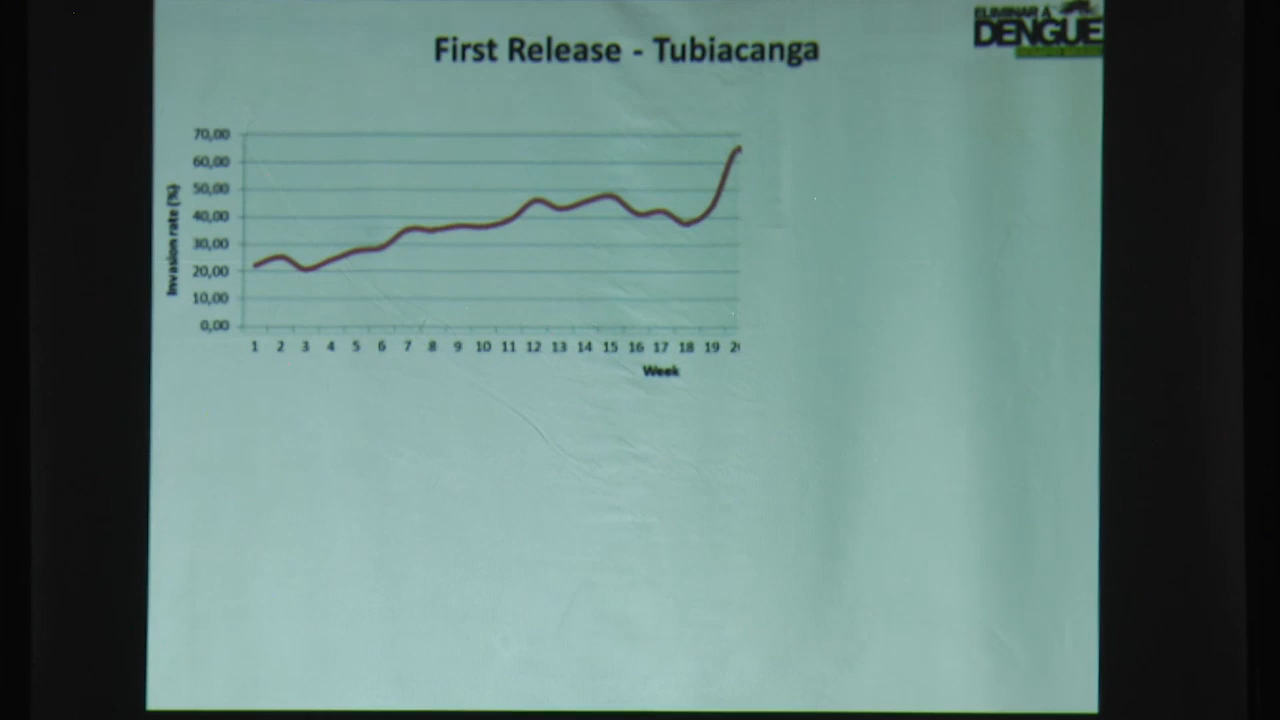 ELIMINAR A
DENGUE
First Release - Tubiacanga
70,00
60,00
50,00
40,00
30,00
20,00
10,00
0,00
Invasion rate (%)
1 2 3 4 5 6 7 8 9 10 11 12 13 14 15 16 17 18 19
Week